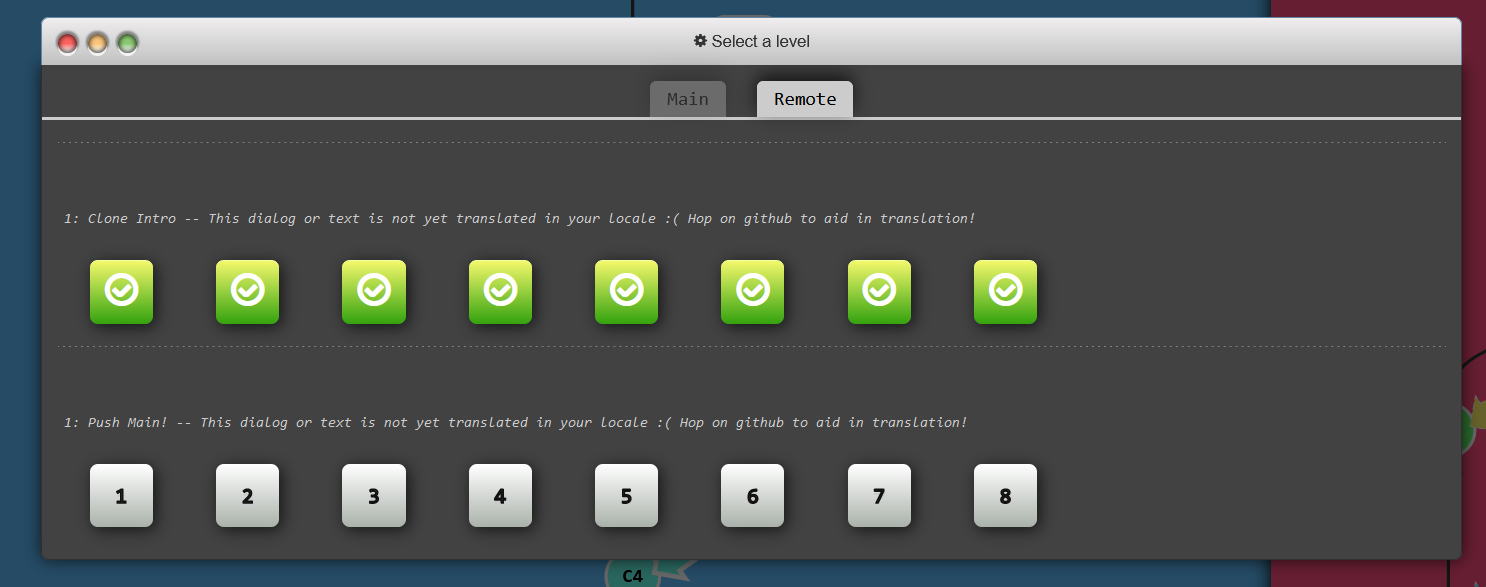 Select a level
Main
Remote
1: Clone Intro -- This dialog or text is not yet translated in your locale :( Hop on github to aid in translation!
1: Push Main! -- This dialog or text is not yet translated in your locale :( Hop on github to aid in translation!
1 2 3 4 5 6 7 8
C4